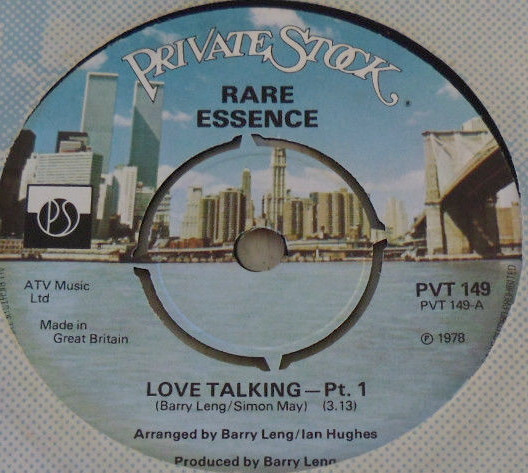 PRIVATE STOCK
RARE
ESSENCE
PS
ATV Music
Ltd
Made in
Great Britain
PVT 149
PVT 149-A
Ⓟ 1978
LOVE TALKING—Pt. 1
(Barry Leng/Simon May) (3.13)
Arranged by Barry Leng/Ian Hughes
Produced by Barry Leng